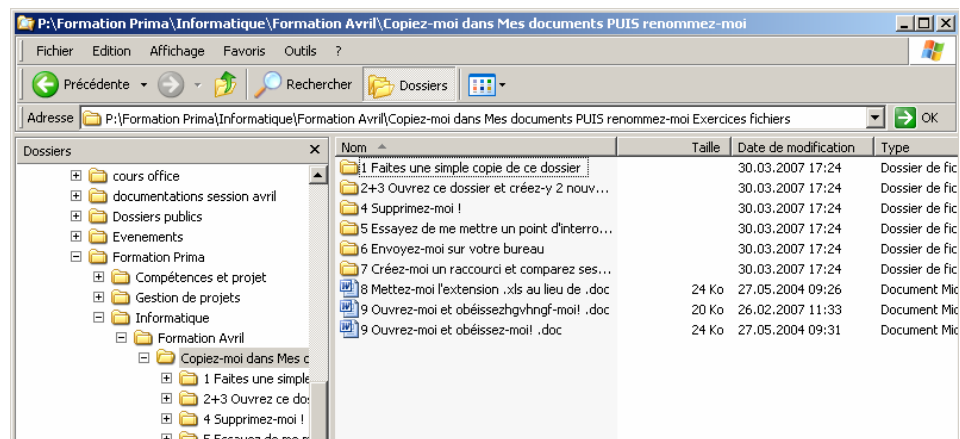 P:\Formation Prima\Informatique\Formation Avril\Copiez-moi dans Mes documents PUIS renommez-moi
Fichier Edition Affichage Favoris Outils ?
Précédente Rechercher Dossiers
Adresse P:\Formation Prima\Informatique\Formation Avril\Copiez-moi dans Mes documents PUIS renommez-moi Exercices fichiers OK
Dossiers Nom Taille Date de modification Type
cours office
documentations session avril
Dossiers publics
Evenements
Formation Prima
Compétences et projet
Gestion de projets
Informatique
Formation Avril
Copiez-moi dans Mes c
1 Faites une simple
2+3 Ouvrez ce dos
4 Supprimez-moi !
1 Faites une simple copie de ce dossier 30.03.2007 17:24 Dossier de fic
2+3 Ouvrez ce dossier et créez-y 2 nouv... 30.03.2007 17:24 Dossier de fic
4 Supprimez-moi ! 30.03.2007 17:24 Dossier de fic
5 Essayez de me mettre un point d'interro... 30.03.2007 17:24 Dossier de fic
6 Envoyez-moi sur votre bureau 30.03.2007 17:24 Dossier de fic
7 Créez-moi un raccourci et comparez ses... 30.03.2007 17:24 Dossier de fic
8 Mettez-moi l'extension .xls au lieu de .doc 24 Ko 27.05.2004 09:26 Document Mic
9 Ouvrez-moi et obéissezhgvhngf-moi! .doc 20 Ko 26.02.2007 11:33 Document Mic
9 Ouvrez-moi et obéissez-moi! .doc 24 Ko 27.05.2004 09:31 Document Mic